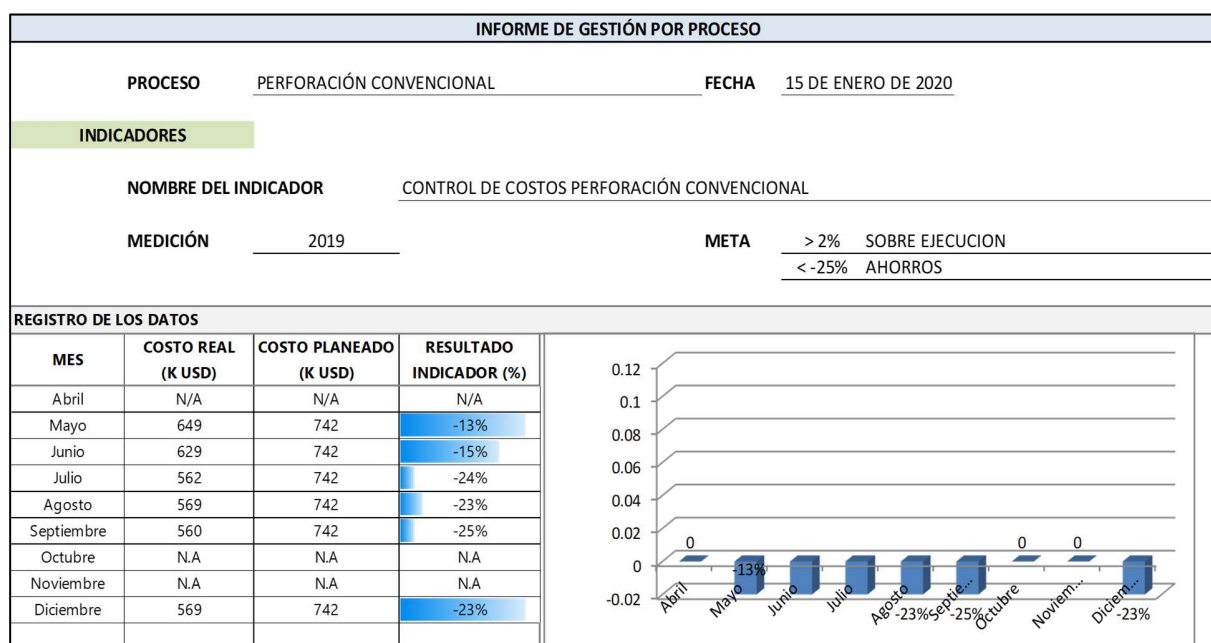 INFORME DE GESTIÓN POR PROCESO
PROCESO PERFORACIÓN CONVENCIONAL FECHA 15 DE ENERO DE 2020
INDICADORES
NOMBRE DEL INDICADOR CONTROL DE COSTOS PERFORACIÓN CONVENCIONAL
MEDICIÓN 2019 META > 2% SOBRE EJECUCION
< -25% AHORROS
REGISTRO DE LOS DATOS
MES COSTO REAL (K USD) COSTO PLANEADO (K USD) RESULTADO INDICADOR (%)
Abril N/A N/A N/A
Mayo 649 742 -13%
Junio 629 742 -15%
Julio 562 742 -24%
Agosto 569 742 -23%
Septiembre 560 742 -25%
Octubre N.A N.A N.A
Noviembre N.A N.A N.A
Diciembre 569 742 -23%
0.12
0.1
0.08
0.06
0.04
0.02
0
-0.02
0 -13% -23% -25% 0 0 -23%
Abril Mayo Junio Julio Agosto Septie... Octubre Noviem... Diciem...